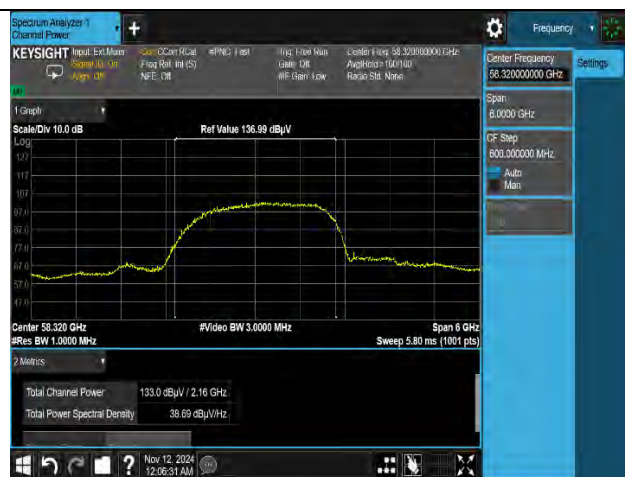 Spectrum Analyzer 1
Channel Power
+
Frequency
KEYSIGHT Input: Ext Mixer
Signal ID: On
Align: Off
Corr CCorr RCal
Freq Ref: Int (S)
NFE: Off
#PNO: Fast
Trig: Free Run
Gate: Off
#IF Gain: Low
Center Freq: 58.320000000 GHz
Avg|Hold>100/100
Radio Std: None
Center Frequency
58.320000000 GHz
Settings
Span
6.0000 GHz
CF Step
600.000000 MHz
Auto
Man
1 Graph
Scale/Div 10.0 dB
Ref Value 136.99 dBµV
Log
127
117
107
97.0
87.0
77.0
67.0
57.0
47.0
Center 58.320 GHz
#Video BW 3.0000 MHz
Span 6 GHz
#Res BW 1.0000 MHz
Sweep 5.80 ms (1001 pts)
2 Metrics
Total Channel Power 133.0 dBµV / 2.16 GHz
Total Power Spectral Density 38.69 dBµV/Hz
?
Nov 12, 2024
12:06:31 AM